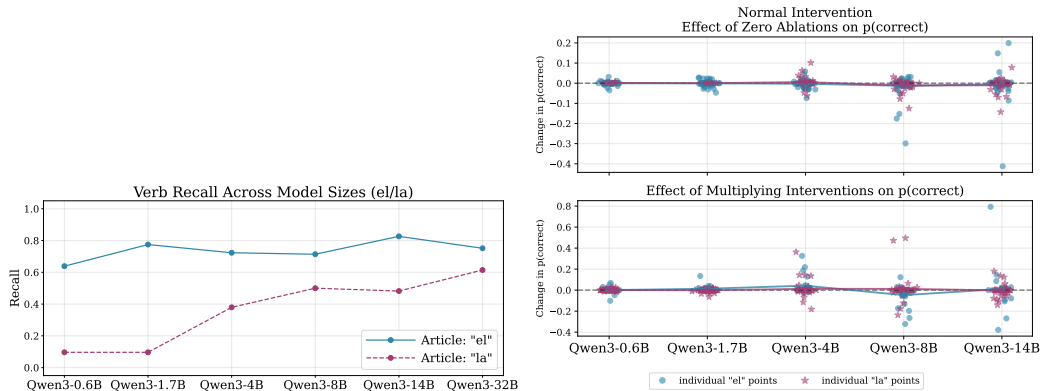 Verb Recall Across Model Sizes (el/la)
Recall
1.0
0.8
0.6
0.4
0.2
0.0
Article: "el"
Article: "la"
Qwen3-0.6B Qwen3-1.7B Qwen3-4B Qwen3-8B Qwen3-14B Qwen3-32B
Normal Intervention
Effect of Zero Ablations on p(correct)
Change in p(correct)
0.2
0.1
0.0
−0.1
−0.2
−0.3
−0.4
Effect of Multiplying Interventions on p(correct)
Change in p(correct)
0.8
0.6
0.4
0.2
0.0
−0.2
−0.4
Qwen3-0.6B Qwen3-1.7B Qwen3-4B Qwen3-8B Qwen3-14B
individual "el" points individual "la" points